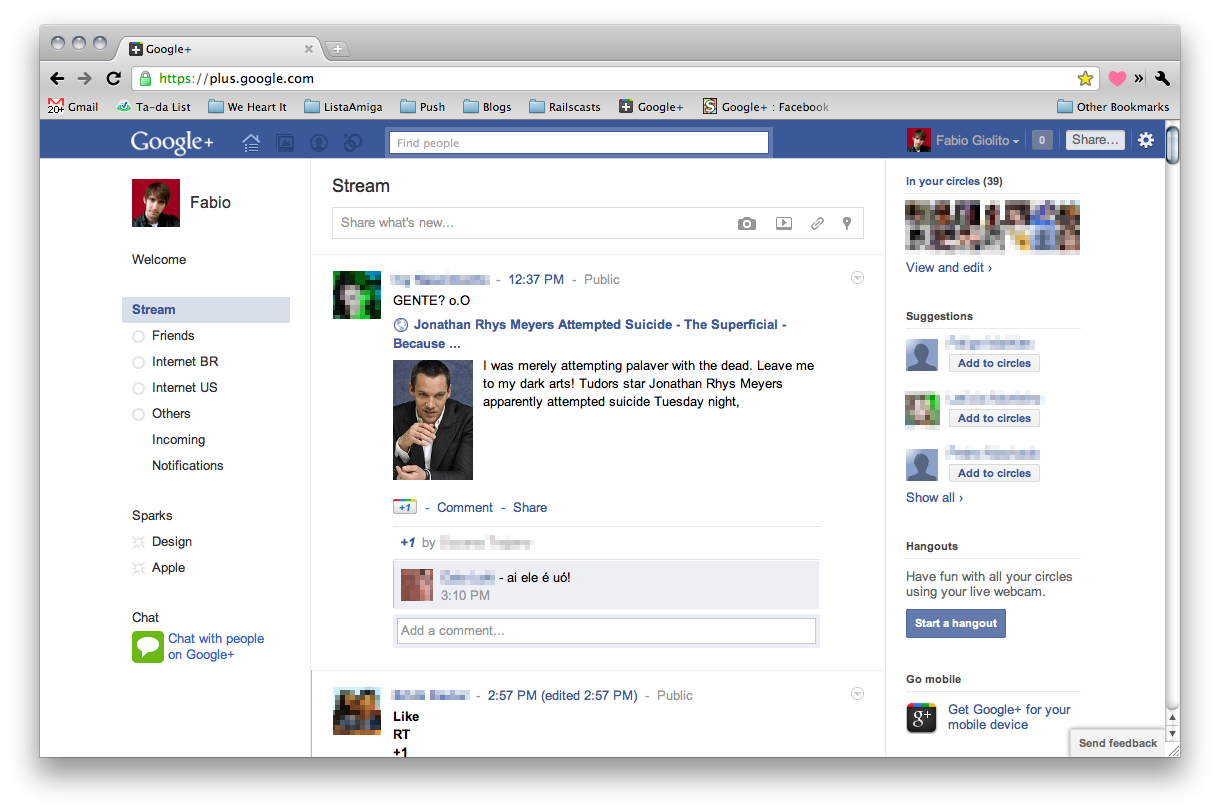 Google+
https://plus.google.com
20+ Gmail
Ta-da List
We Heart It
ListaAmiga
Push
Blogs
Railscasts
Google+
Google+ : Facebook
Other Bookmarks
Google+
Find people
Fabio Giolito
0
Share...
Fabio
Welcome
Stream
Friends
Internet BR
Internet US
Others
Incoming
Notifications
Sparks
Design
Apple
Chat
Chat with people
on Google+
Stream
Share what's new...
- 12:37 PM - Public
GENTE? o.O
Jonathan Rhys Meyers Attempted Suicide - The Superficial -
Because ...
I was merely attempting palaver with the dead. Leave me
to my dark arts! Tudors star Jonathan Rhys Meyers
apparently attempted suicide Tuesday night,
+1 - Comment - Share
+1 by
- ai ele é uó!
3:10 PM
Add a comment...
- 2:57 PM (edited 2:57 PM) - Public
Like
RT
+1
In your circles (39)
View and edit ›
Suggestions
Add to circles
Add to circles
Add to circles
Show all ›
Hangouts
Have fun with all your circles
using your live webcam.
Start a hangout
Go mobile
g+
Get Google+ for your
mobile device
Send feedback